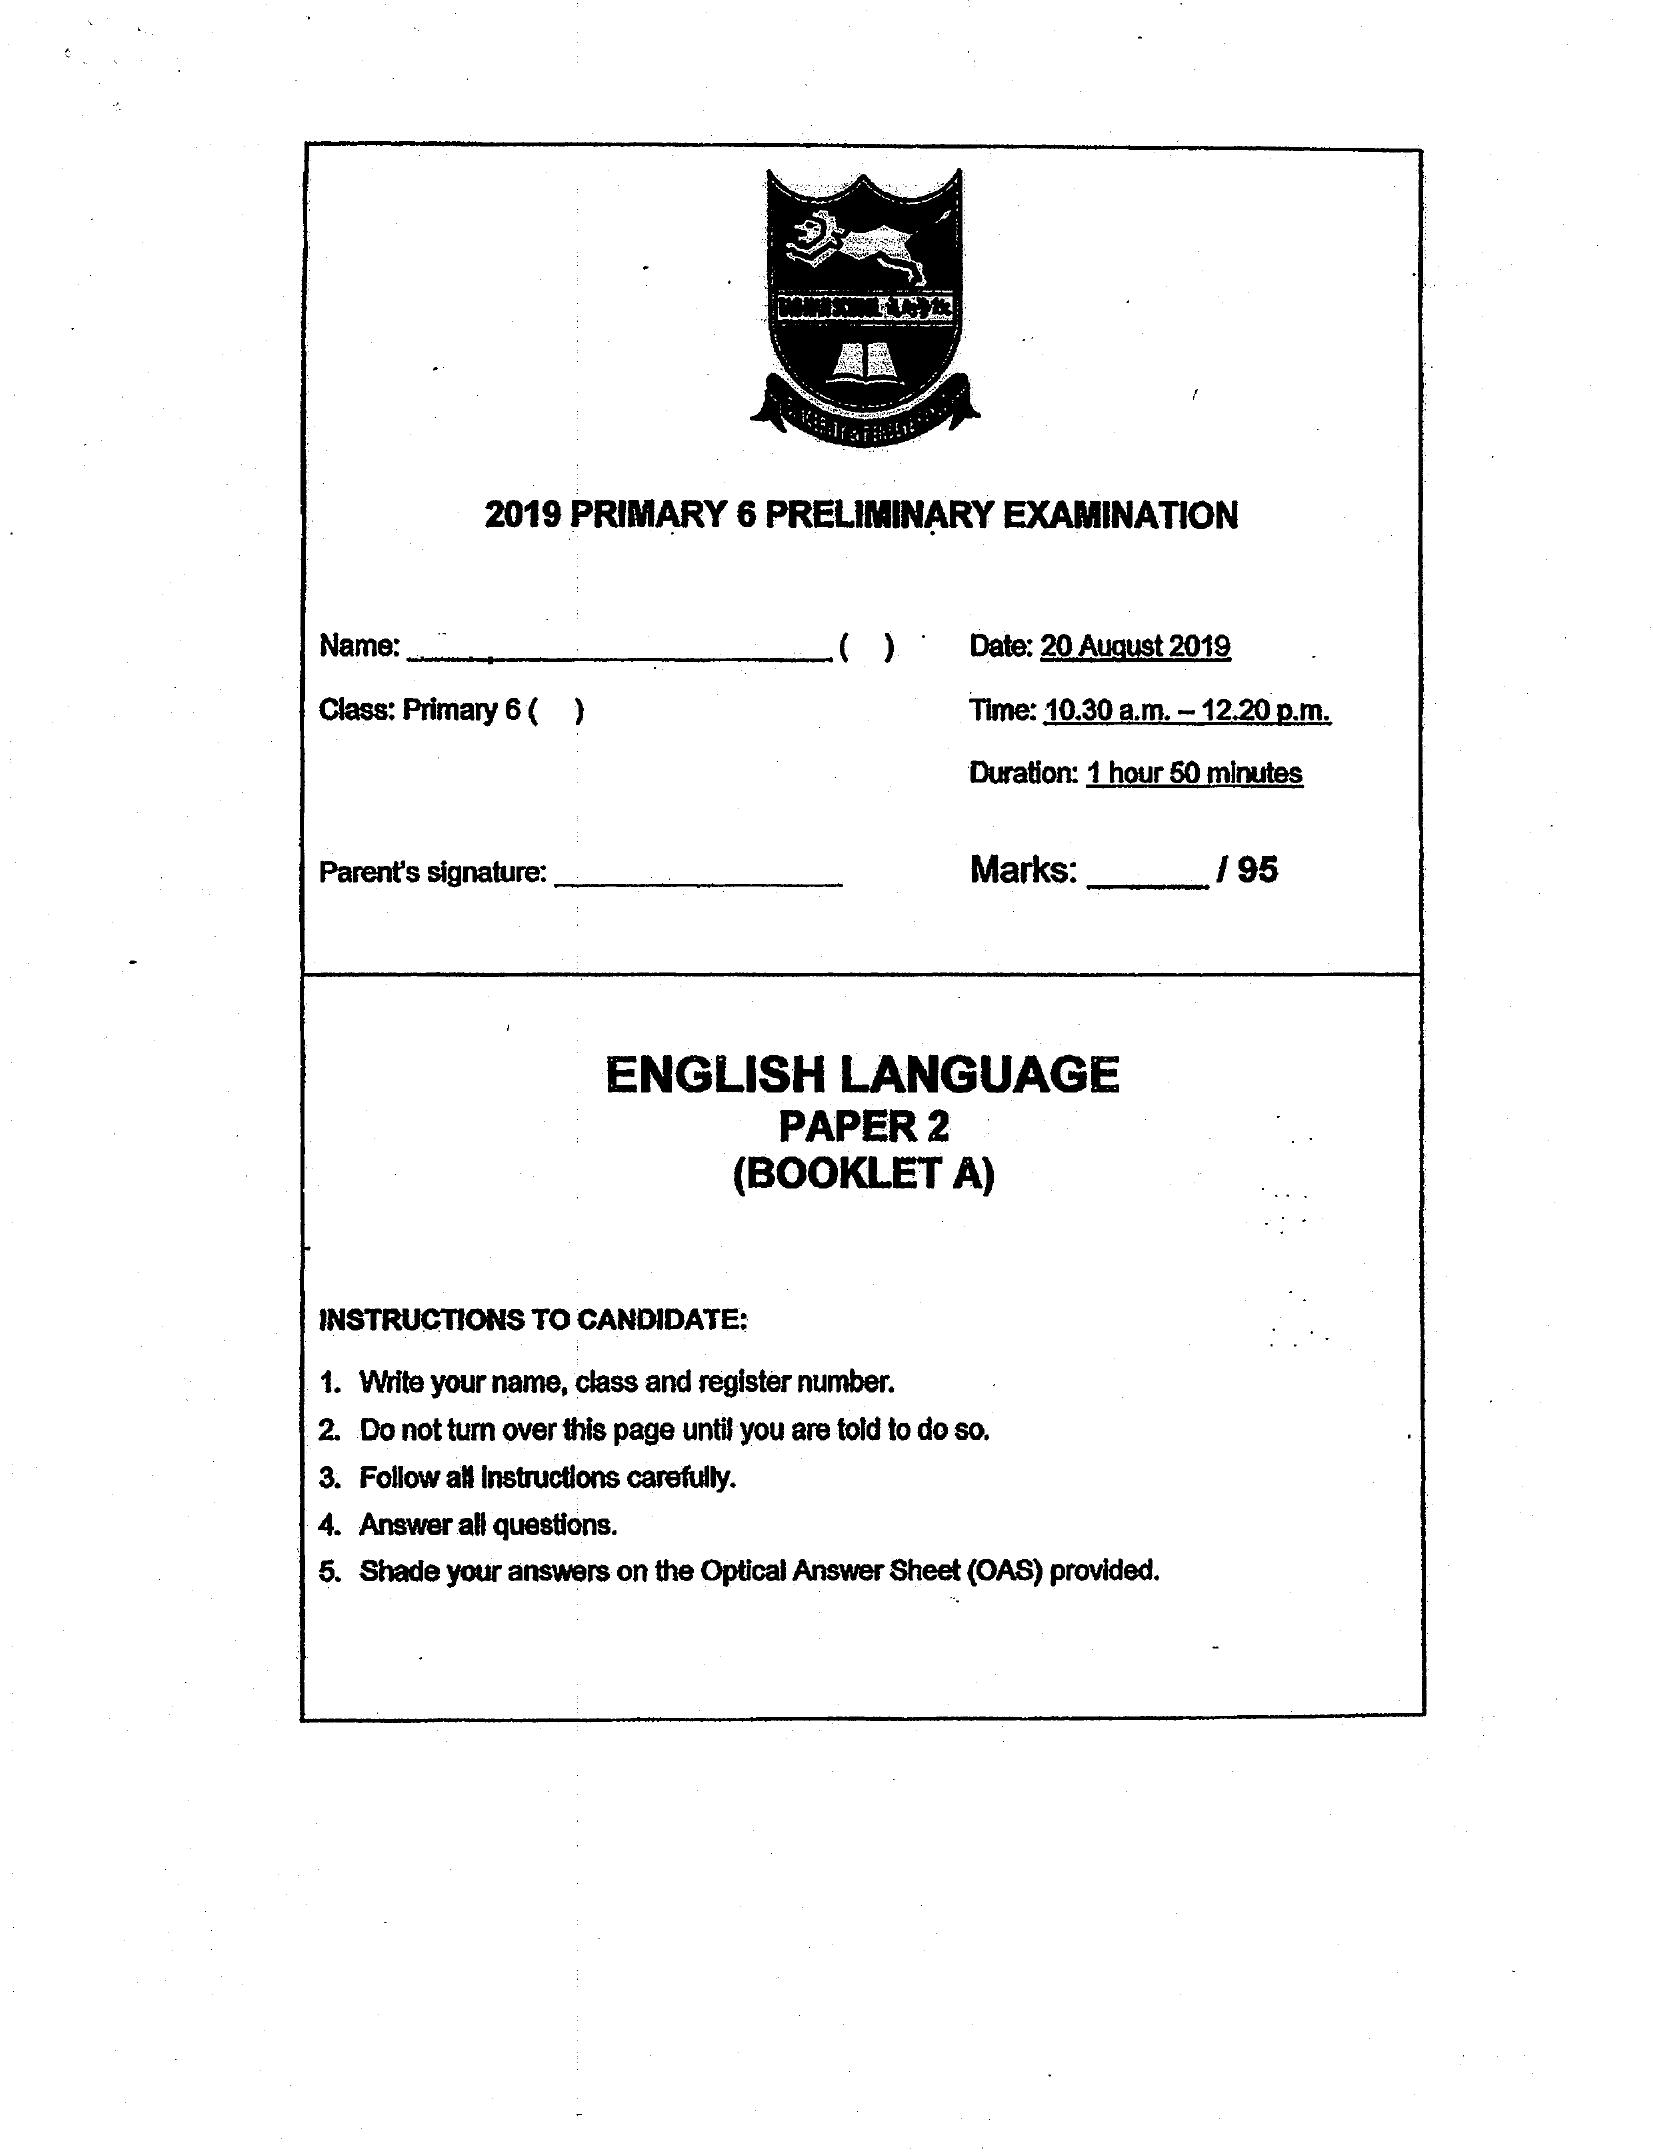 2019 PRIMARY 6 PRELIMINARY EXAMINATION
Name: ______________________ (   )   Date: 20 August 2019
Class: Primary 6 (   )   Time: 10.30 a.m. – 12.20 p.m.
Duration: 1 hour 50 minutes
Parent's signature: _______________   Marks: ______ / 95
ENGLISH LANGUAGE
PAPER 2
(BOOKLET A)
INSTRUCTIONS TO CANDIDATE:
1. Write your name, class and register number.
2. Do not turn over this page until you are told to do so.
3. Follow all instructions carefully.
4. Answer all questions.
5. Shade your answers on the Optical Answer Sheet (OAS) provided.